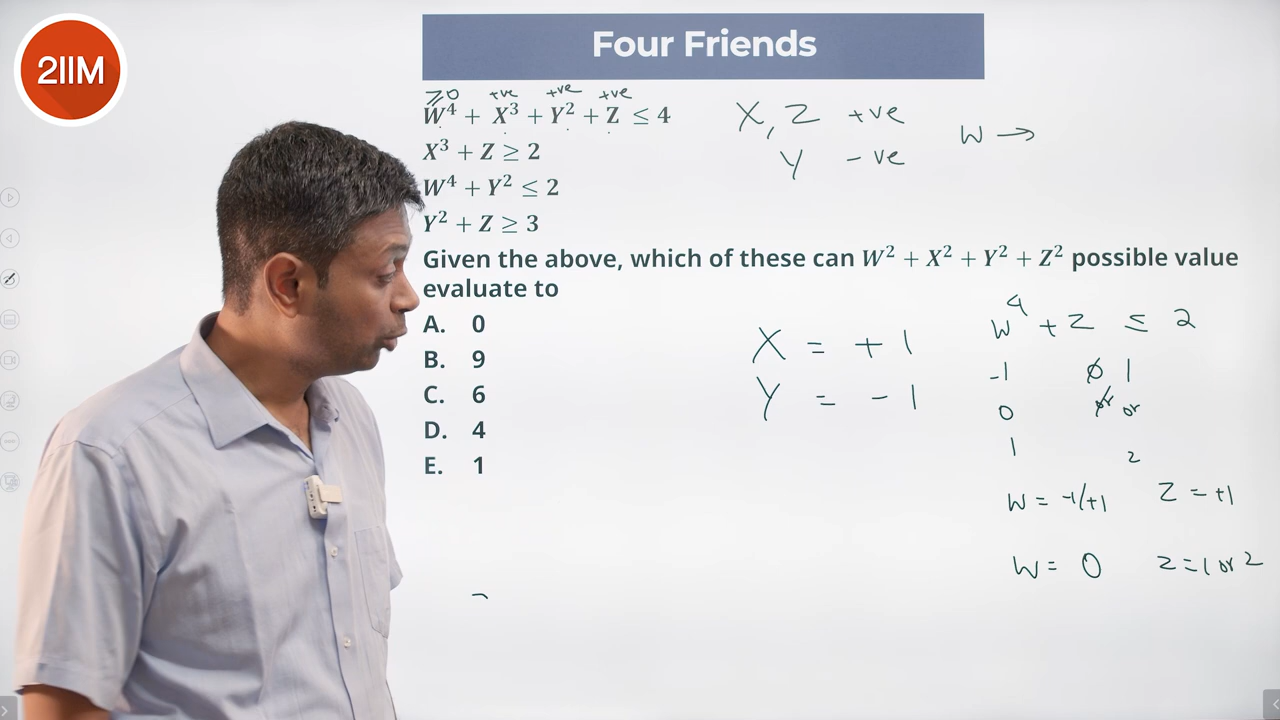 2IIM
Four Friends
≥0 +ve +ve +ve
W⁴ + X³ + Y² + Z ≤ 4
X³ + Z ≥ 2
W⁴ + Y² ≤ 2
Y² + Z ≥ 3
Given the above, which of these can W² + X² + Y² + Z² possible value
evaluate to
A. 0
B. 9
C. 6
D. 4
E. 1
X, Z +ve
Y -ve
W →
X = +1
Y = -1
W⁴ + Z ≤ 2
-1 0 1
0 or or
1 2
W = -1/+1 Z = +1
W = 0 Z = 1 or 2